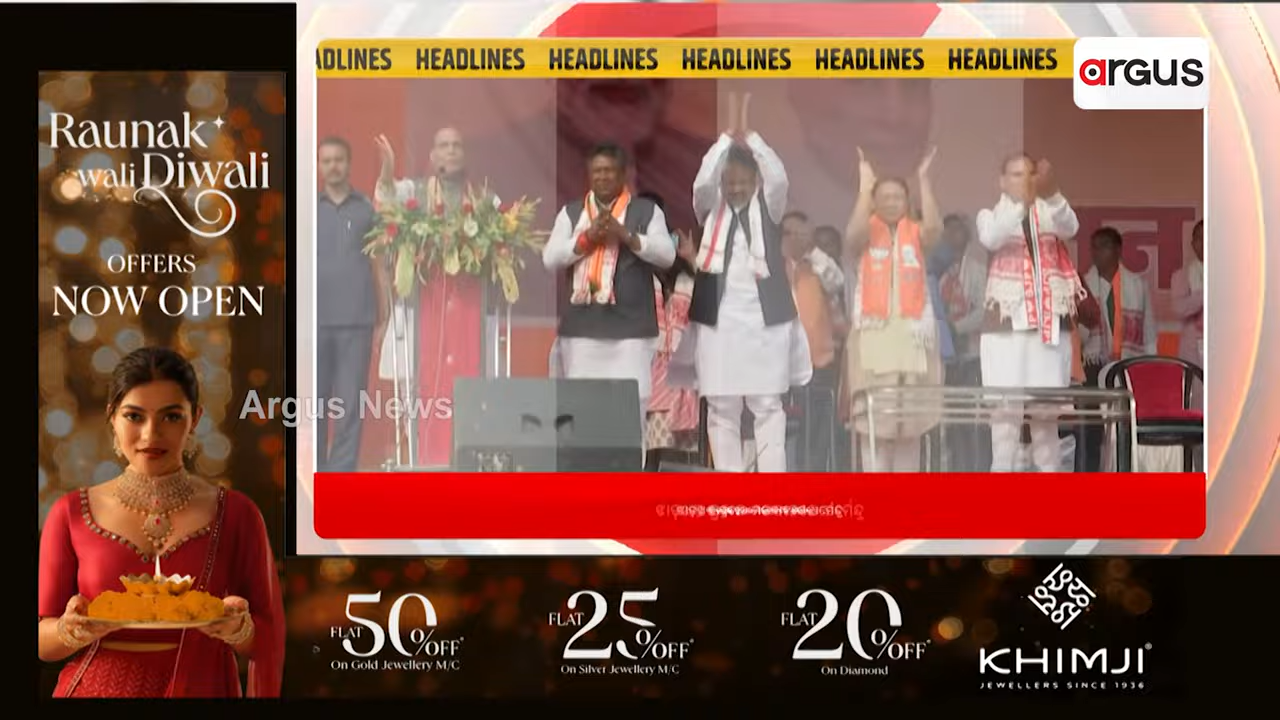 ADLINES HEADLINES HEADLINES HEADLINES HEADLINES HEADLINES
argus
Raunak
wali Diwali
OFFERS
NOW OPEN
Argus News
FLAT 50% OFF*
On Gold Jewellery M/C
FLAT 25% OFF*
On Silver Jewellery M/C
FLAT 20% OFF*
On Diamond
KHIMJI®
JEWELLERS SINCE 1936